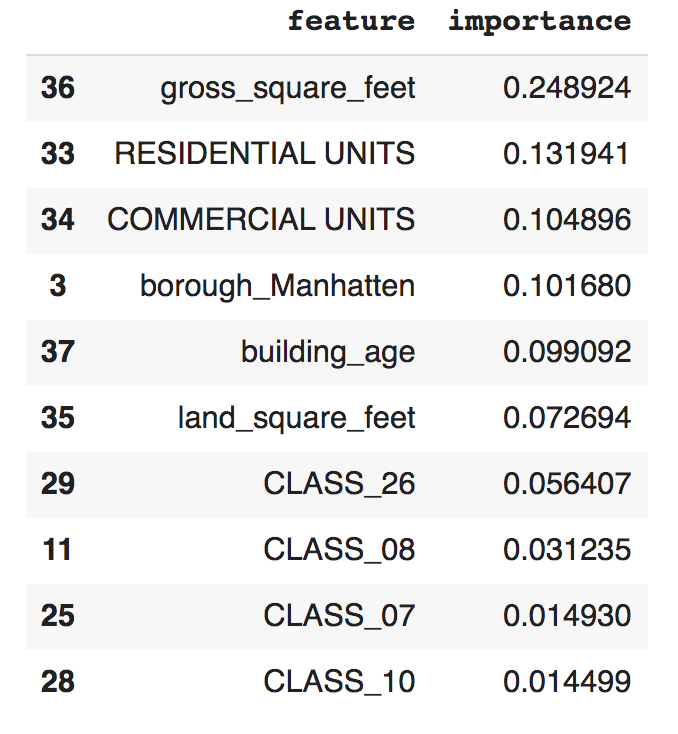 feature importance
36 gross_square_feet 0.248924
33 RESIDENTIAL UNITS 0.131941
34 COMMERCIAL UNITS 0.104896
3 borough_Manhatten 0.101680
37 building_age 0.099092
35 land_square_feet 0.072694
29 CLASS_26 0.056407
11 CLASS_08 0.031235
25 CLASS_07 0.014930
28 CLASS_10 0.014499